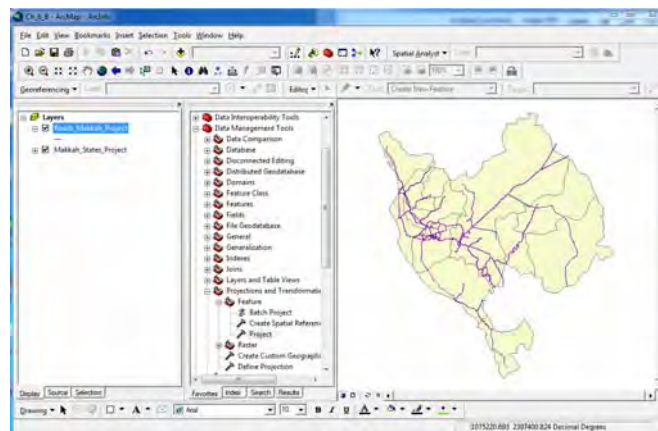 Ch_6_B - ArcMap - ArcInfo
File Edit View Bookmarks Insert Selection Tools Window Help
Spatial Analyst
Georeferencing
Editor
Create New Feature
Layers
Roads_Makkah_Project
Makkah_States_Project
Data Interoperability Tools
Data Management Tools
Data Comparison
Database
Disconnected Editing
Distributed Geodatabase
Domains
Feature Class
Features
Fields
File Geodatabase
General
Generalization
Indexes
Joins
Layers and Table Views
Projections and Transformatio
Feature
Batch Project
Create Spatial Referen
Project
Raster
Create Custom Geographi
Define Projection
Display Source Selection
Favorites Index Search Results
Drawing
Arial
10
B I U A
1075220.693 2307400.824 Decimal Degrees